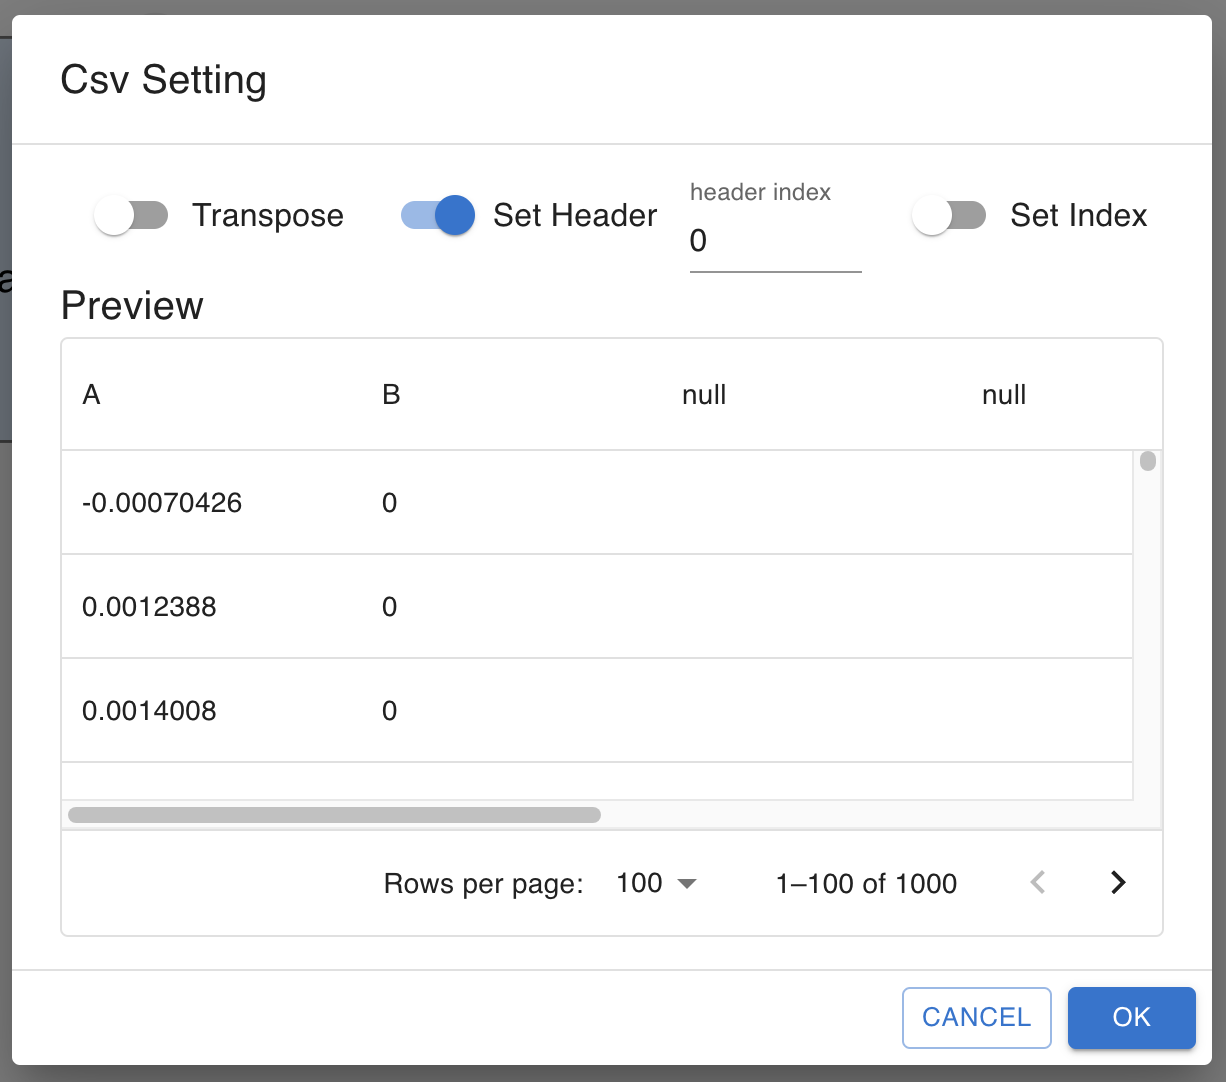 Csv Setting
Transpose
Set Header
header index
0
Set Index
Preview
A B null null
-0.00070426 0
0.0012388 0
0.0014008 0
Rows per page: 100 1–100 of 1000
CANCEL OK